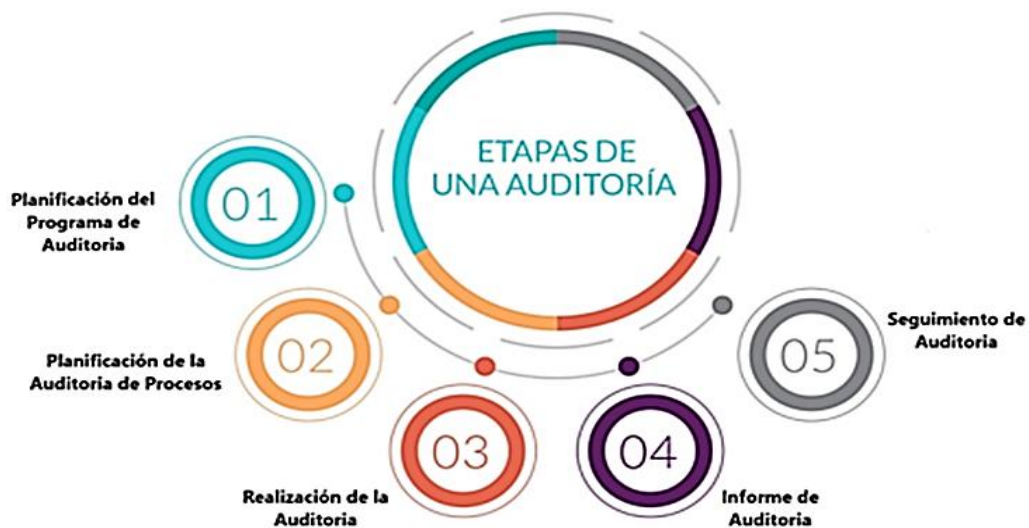 ETAPAS DE
UNA AUDITORÍA
01
Planificación del
Programa de
Auditoria
02
Planificación de la
Auditoria de Procesos
03
Realización de la
Auditoria
04
Informe de
Auditoria
05
Seguimiento de
Auditoria